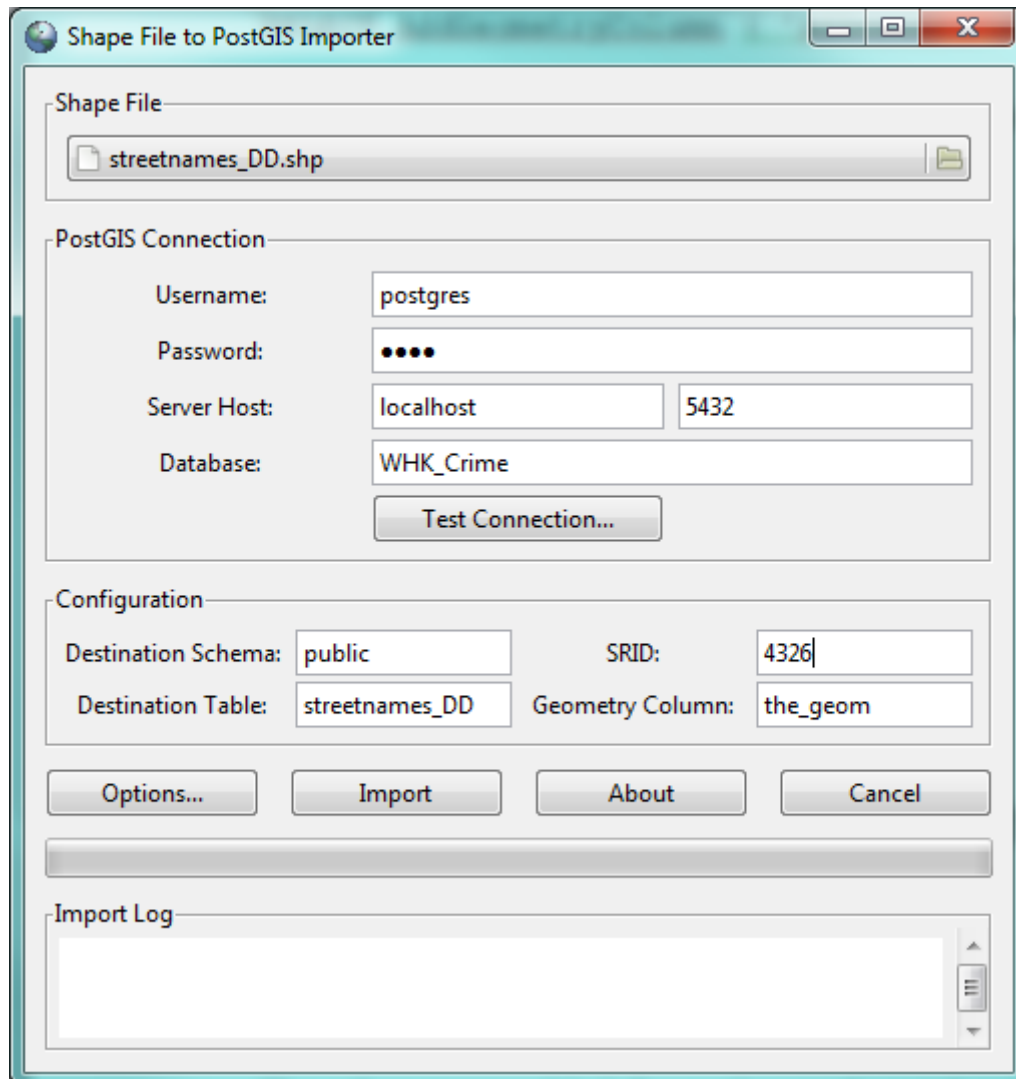 Shape File to PostGIS Importer
Shape File
streetnames_DD.shp
PostGIS Connection
Username: postgres
Password: ●●●●
Server Host: localhost 5432
Database: WHK_Crime
Test Connection...
Configuration
Destination Schema: public SRID: 4326
Destination Table: streetnames_DD Geometry Column: the_geom
Options... Import About Cancel
Import Log